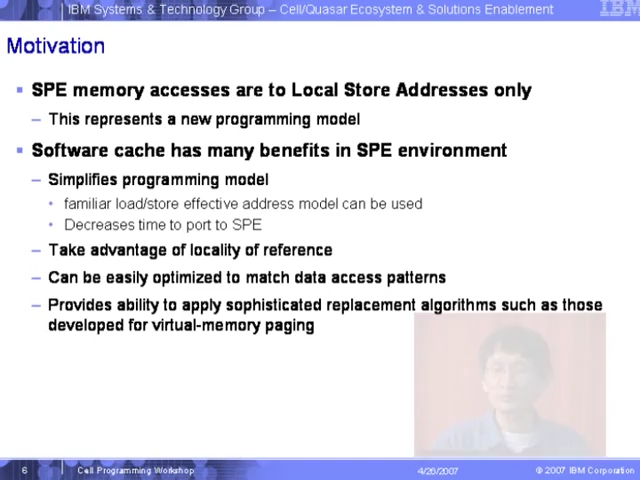 IBM Systems & Technology Group – Cell/Quasar Ecosystem & Solutions Enablement
IBM
Motivation
SPE memory accesses are to Local Store Addresses only
– This represents a new programming model
Software cache has many benefits in SPE environment
– Simplifies programming model
• familiar load/store effective address model can be used
• Decreases time to port to SPE
– Take advantage of locality of reference
– Can be easily optimized to match data access patterns
– Provides ability to apply sophisticated replacement algorithms such as those
developed for virtual-memory paging
6 Cell Programming Workshop 4/26/2007 © 2007 IBM Corporation